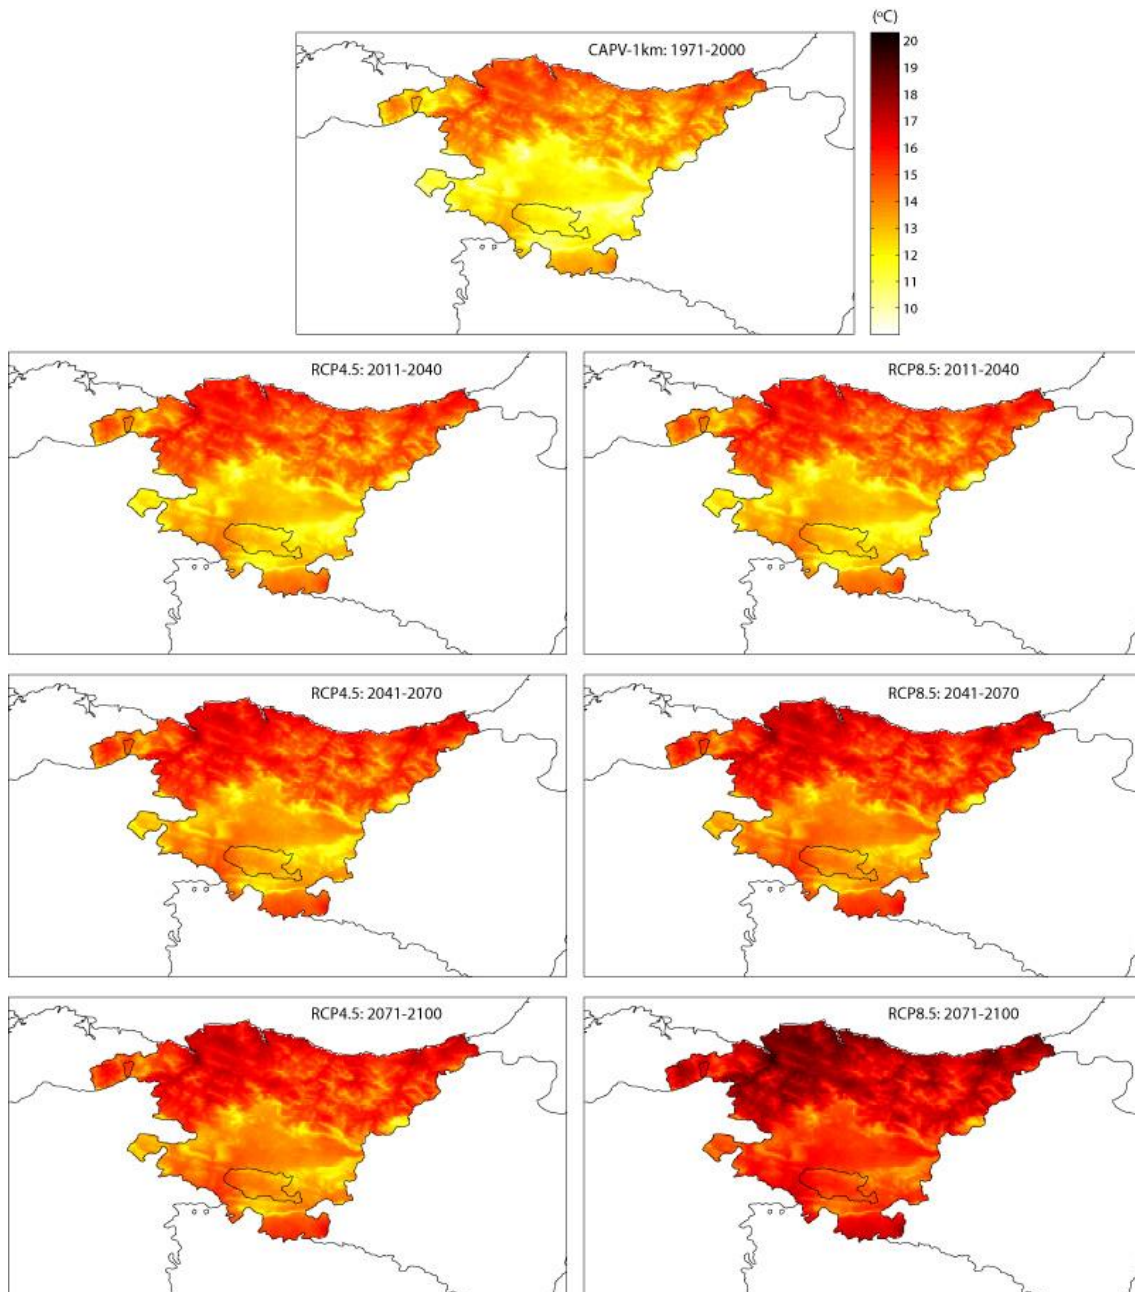 (ºC)
CAPV-1km: 1971-2000
20
19
18
17
16
15
14
13
12
11
10
RCP4.5: 2011-2040
RCP8.5: 2011-2040
RCP4.5: 2041-2070
RCP8.5: 2041-2070
RCP4.5: 2071-2100
RCP8.5: 2071-2100